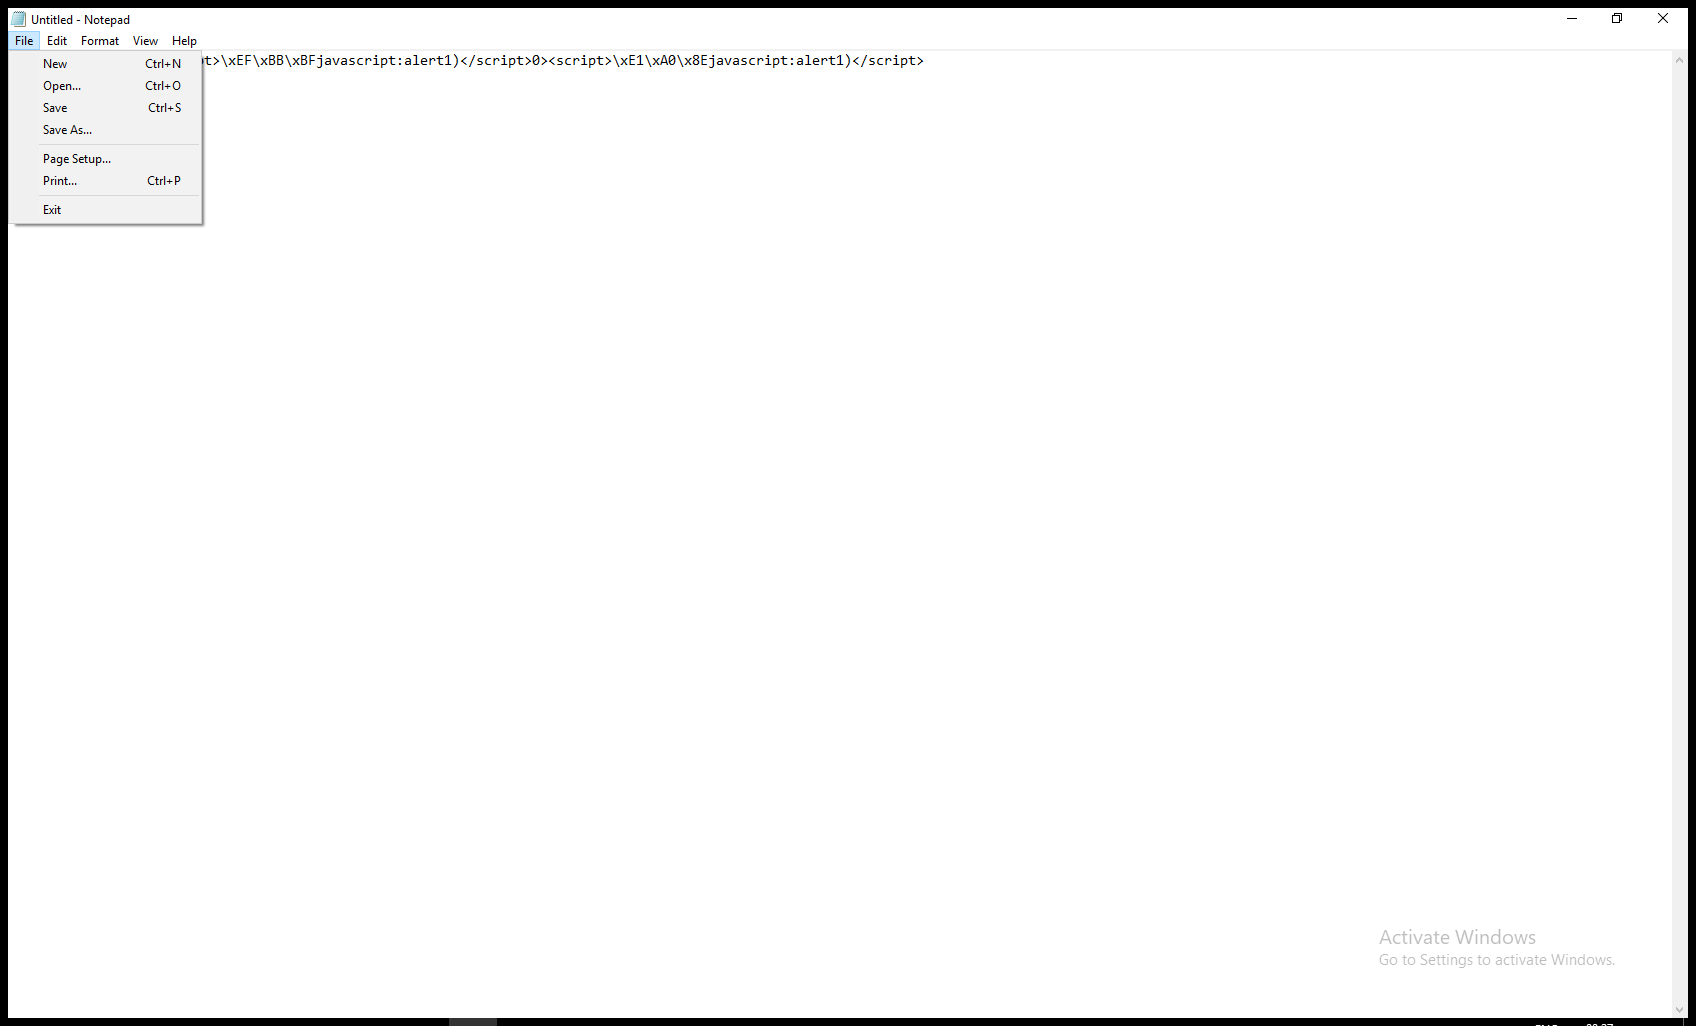 Untitled - Notepad
File Edit Format View Help
t>\xEF\xBB\xBFjavascript:alert1)</script>0><script>\xE1\xA0\x8Ejavascript:alert1)</script>
New Ctrl+N
Open... Ctrl+O
Save Ctrl+S
Save As...
Page Setup...
Print... Ctrl+P
Exit
Activate Windows
Go to Settings to activate Windows.